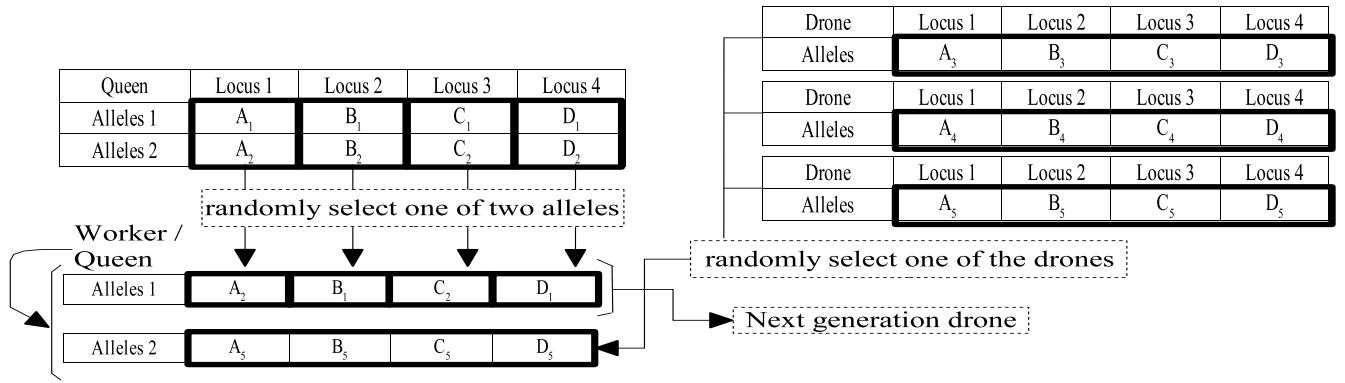 Queen Locus 1 Locus 2 Locus 3 Locus 4
Alleles 1 A1 B1 C1 D1
Alleles 2 A2 B2 C2 D2
randomly select one of two alleles
Drone Locus 1 Locus 2 Locus 3 Locus 4
Alleles A3 B3 C3 D3
Drone Locus 1 Locus 2 Locus 3 Locus 4
Alleles A4 B4 C4 D4
Drone Locus 1 Locus 2 Locus 3 Locus 4
Alleles A5 B5 C5 D5
randomly select one of the drones
Worker /
Queen
Alleles 1 A2 B1 C2 D1
Next generation drone
Alleles 2 A5 B5 C5 D5